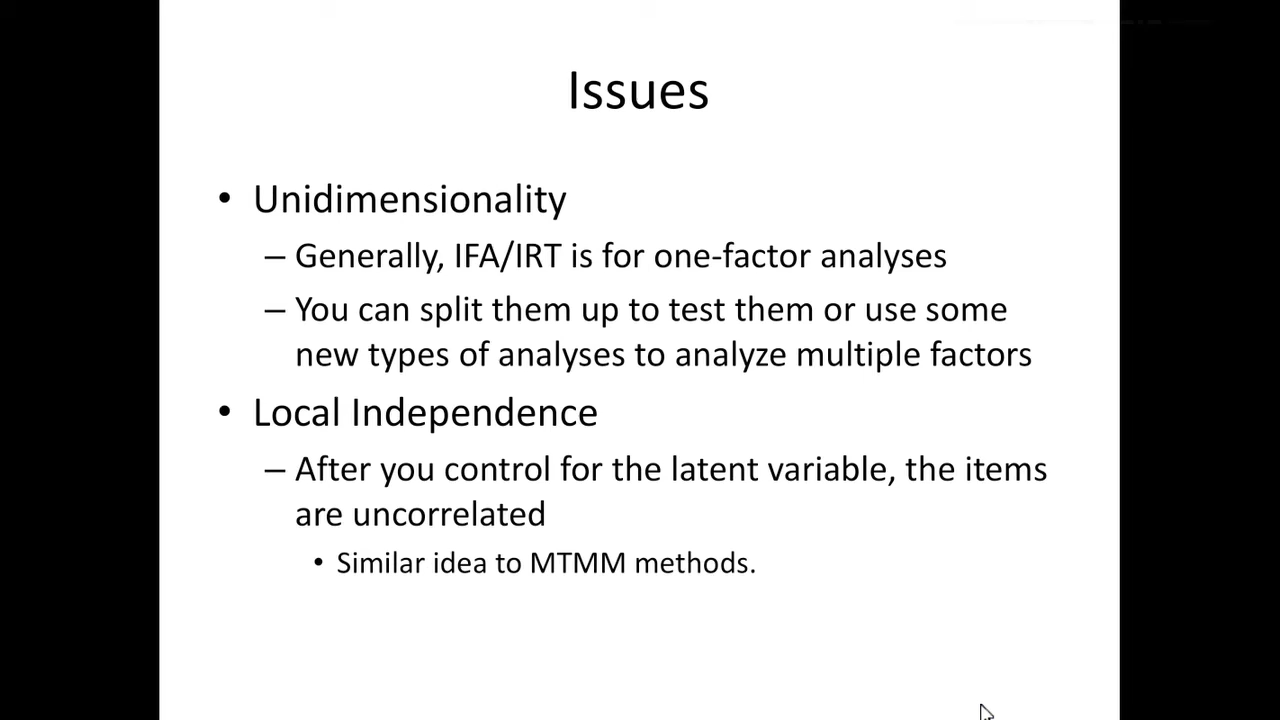 Issues
• Unidimensionality
– Generally, IFA/IRT is for one-factor analyses
– You can split them up to test them or use some
new types of analyses to analyze multiple factors
• Local Independence
– After you control for the latent variable, the items
are uncorrelated
• Similar idea to MTMM methods.